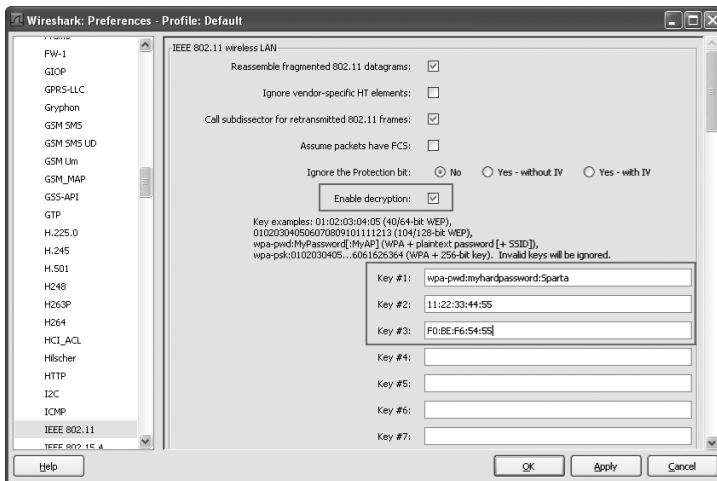 Wireshark: Preferences - Profile: Default
Frame
FW-1
GIOP
GPRS-LLC
Gryphon
GSM SMS
GSM SMS UD
GSM Um
GSM_MAP
GSS-API
GTP
H.225.0
H.245
H.501
H248
H263P
H264
HCI_ACL
Hilscher
HTTP
I2C
ICMP
IEEE 802.11
IEEE 802.15.4
IEEE 802.11 wireless LAN
Reassemble fragmented 802.11 datagrams:
Ignore vendor-specific HT elements:
Call subdissector for retransmitted 802.11 frames:
Assume packets have FCS:
Ignore the Protection bit: No Yes - without IV Yes - with IV
Enable decryption:
Key examples: 01:02:03:04:05 (40/64-bit WEP),
010203040506070809101111213 (104/128-bit WEP),
wpa-pwd:MyPassword[:MyAP] (WPA + plaintext password [+ SSID]),
wpa-psk:0102030405...6061626364 (WPA + 256-bit key). Invalid keys will be ignored.
Key #1: wpa-pwd:myhardpassword:Sparta
Key #2: 11:22:33:44:55
Key #3: F0:BE:F6:54:55
Key #4:
Key #5:
Key #6:
Key #7:
Help OK Apply Cancel